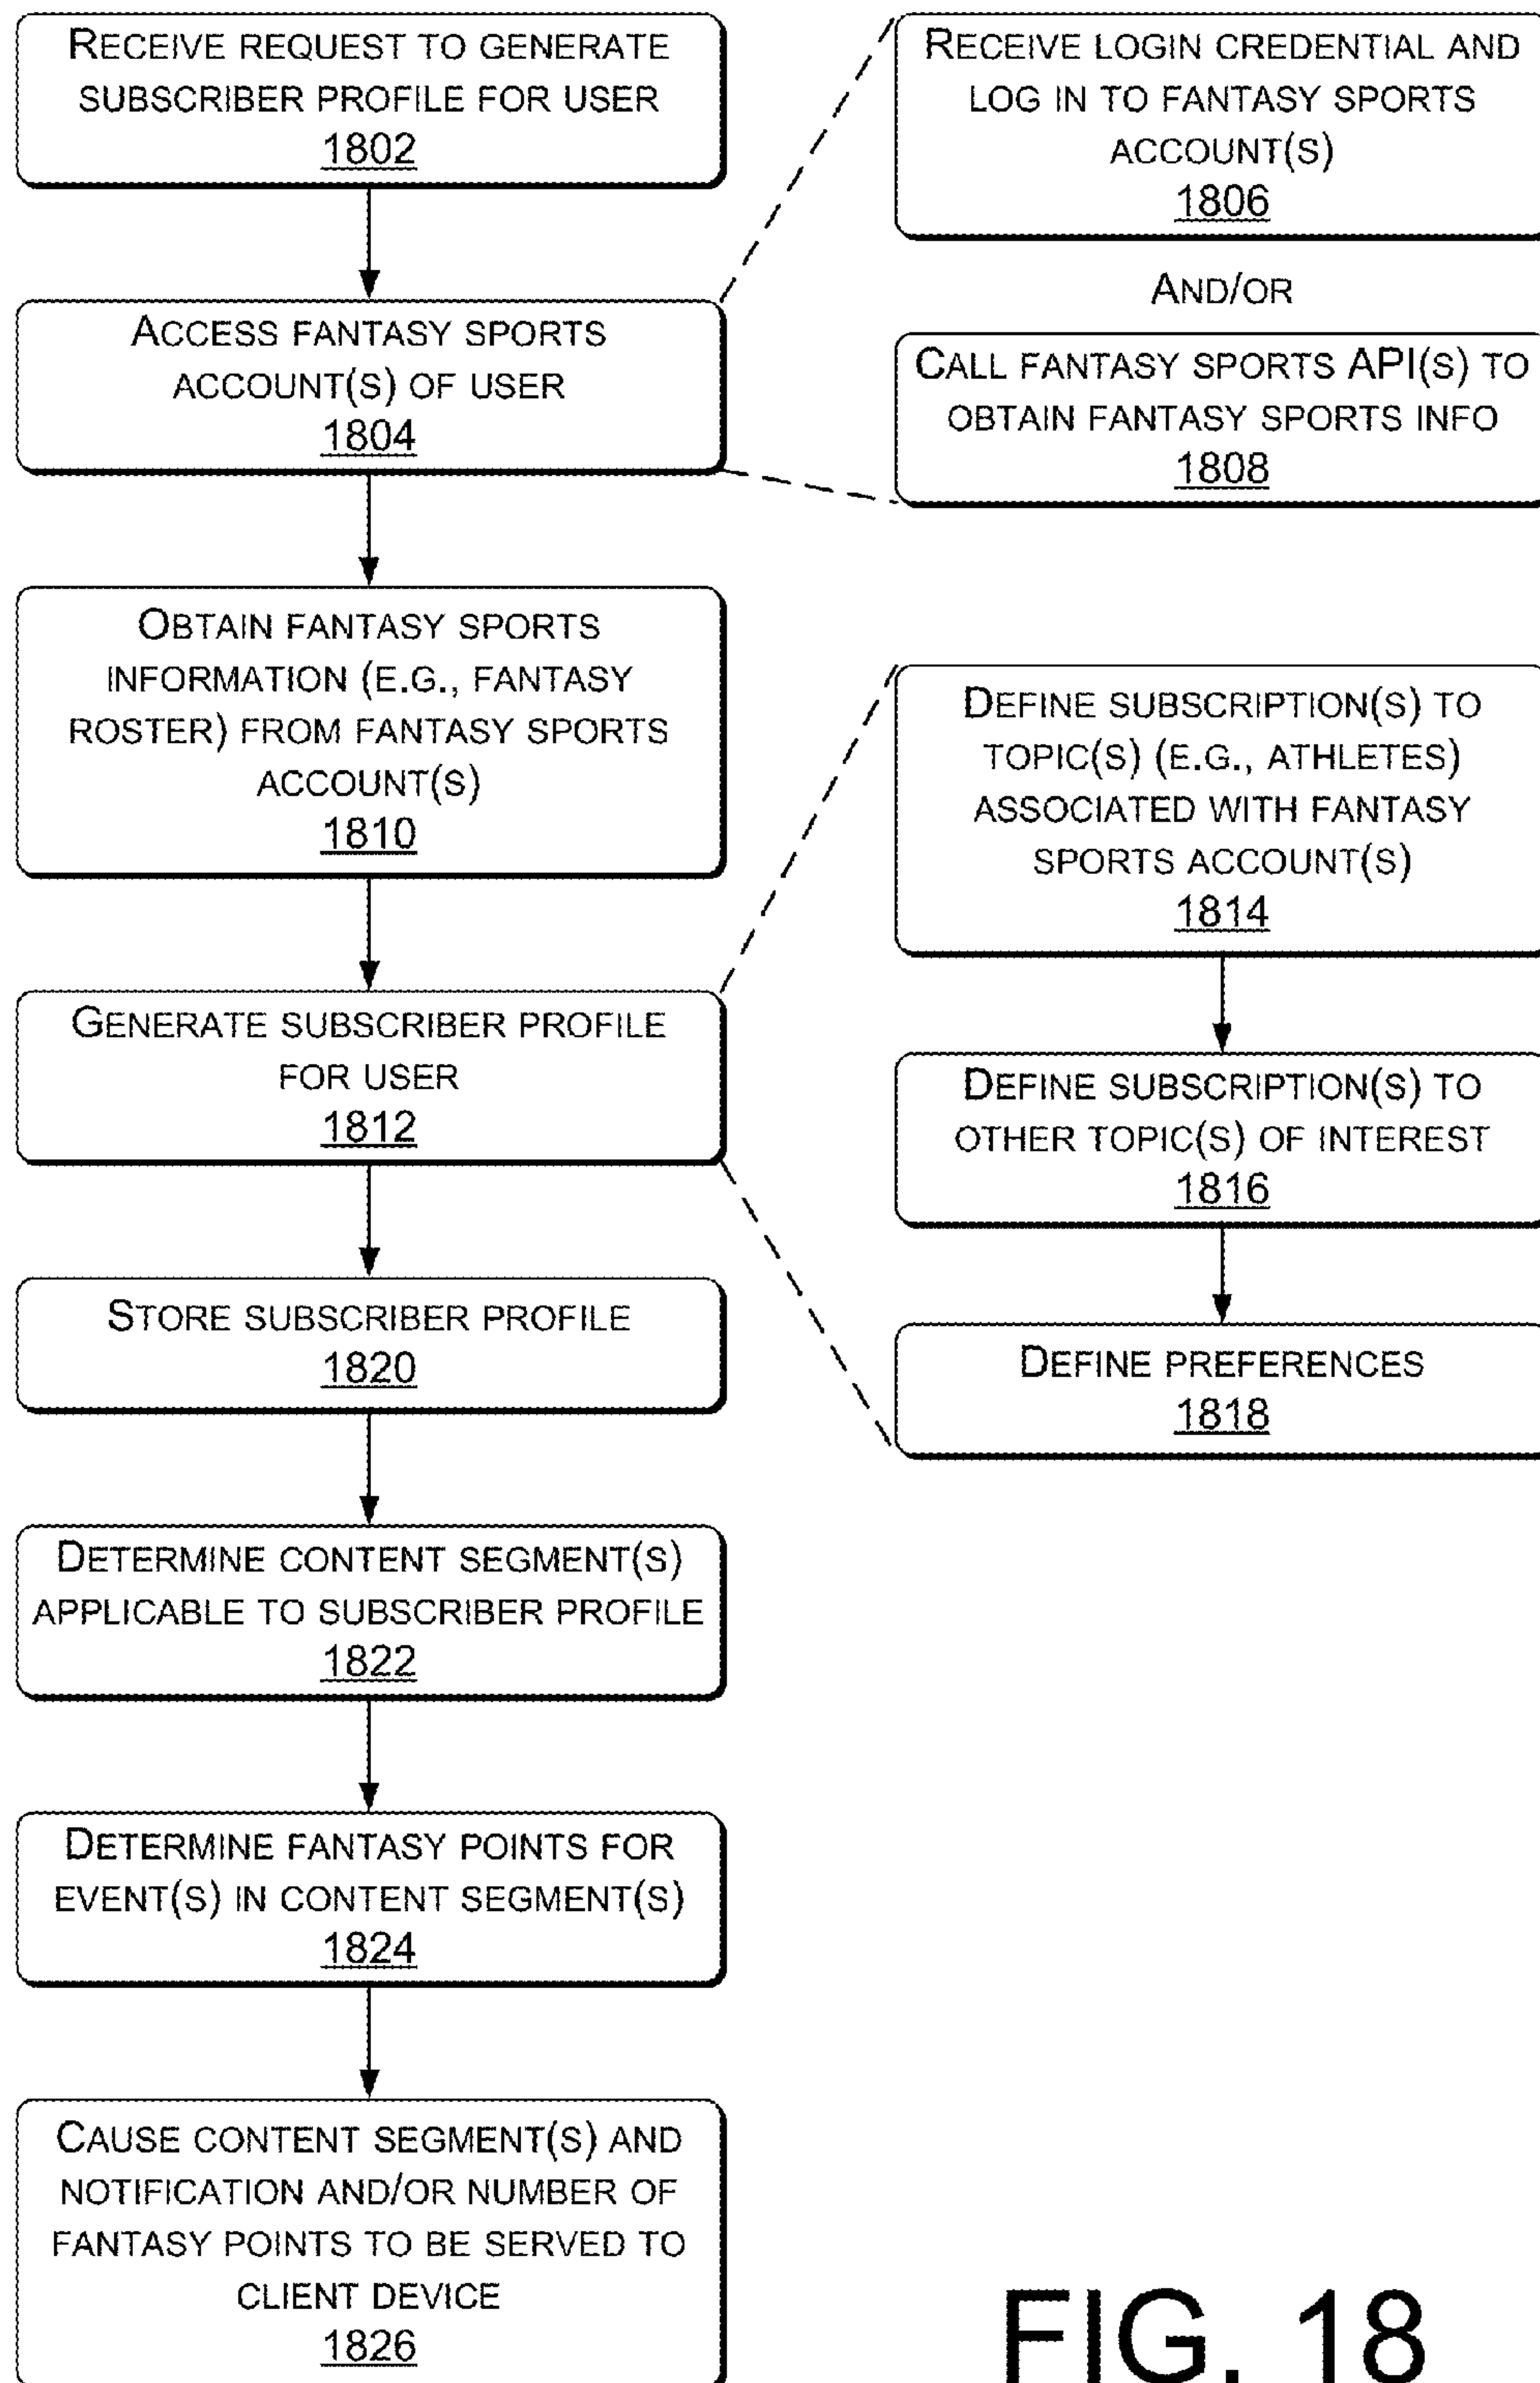 RECEIVE REQUEST TO GENERATE
SUBSCRIBER PROFILE FOR USER
1802
ACCESS FANTASY SPORTS
ACCOUNT(S) OF USER
1804
RECEIVE LOGIN CREDENTIAL AND
LOG IN TO FANTASY SPORTS
ACCOUNT(S)
1806
AND/OR
CALL FANTASY SPORTS API(S) TO
OBTAIN FANTASY SPORTS INFO
1808
OBTAIN FANTASY SPORTS
INFORMATION (E.G., FANTASY
ROSTER) FROM FANTASY SPORTS
ACCOUNT(S)
1810
GENERATE SUBSCRIBER PROFILE
FOR USER
1812
DEFINE SUBSCRIPTION(S) TO
TOPIC(S) (E.G., ATHLETES)
ASSOCIATED WITH FANTASY
SPORTS ACCOUNT(S)
1814
DEFINE SUBSCRIPTION(S) TO
OTHER TOPIC(S) OF INTEREST
1816
DEFINE PREFERENCES
1818
STORE SUBSCRIBER PROFILE
1820
DETERMINE CONTENT SEGMENT(S)
APPLICABLE TO SUBSCRIBER PROFILE
1822
DETERMINE FANTASY POINTS FOR
EVENT(S) IN CONTENT SEGMENT(S)
1824
CAUSE CONTENT SEGMENT(S) AND
NOTIFICATION AND/OR NUMBER OF
FANTASY POINTS TO BE SERVED TO
CLIENT DEVICE
1826
FIG. 18